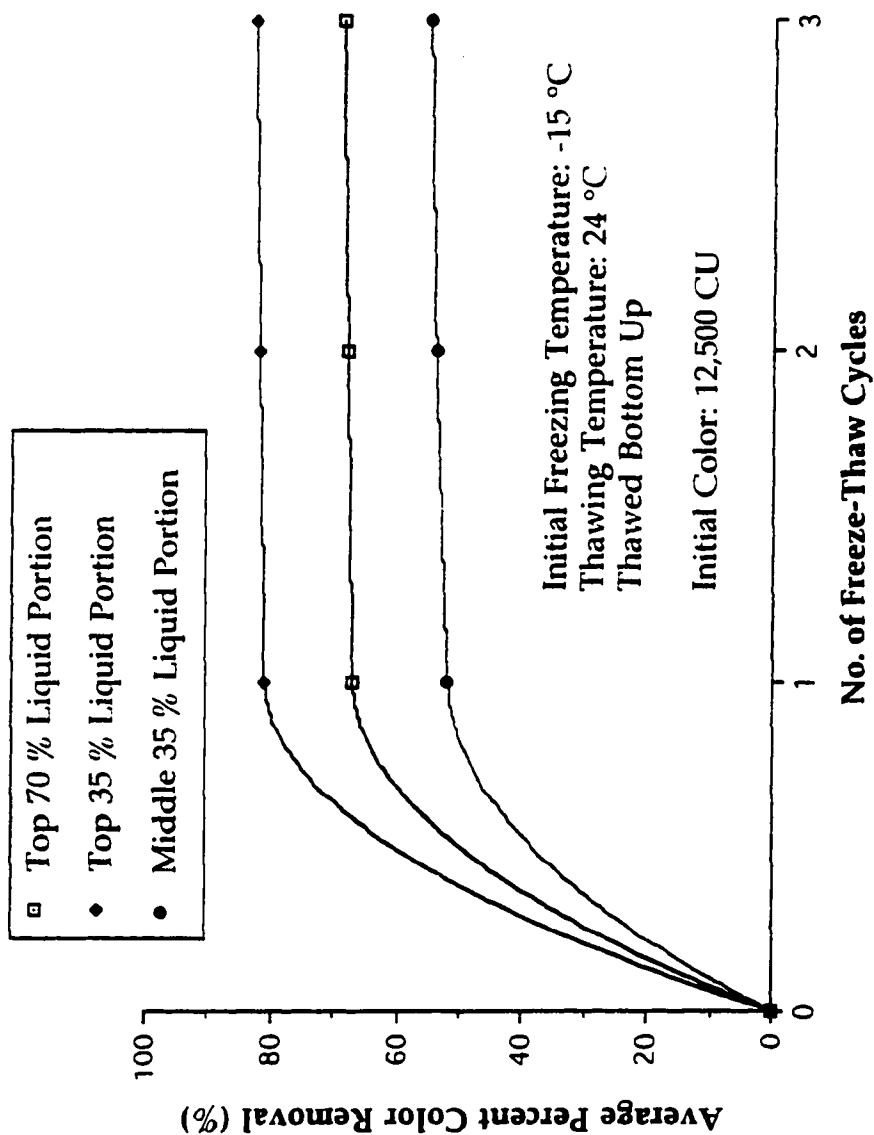 Top 70 % Liquid Portion
Top 35 % Liquid Portion
Middle 35 % Liquid Portion
Average Percent Color Removal (%)
100
80
60
40
20
0
Initial Freezing Temperature: -15 °C
Thawing Temperature: 24 °C
Thawed Bottom Up
Initial Color: 12,500 CU
0
1
2
3
No. of Freeze-Thaw Cycles